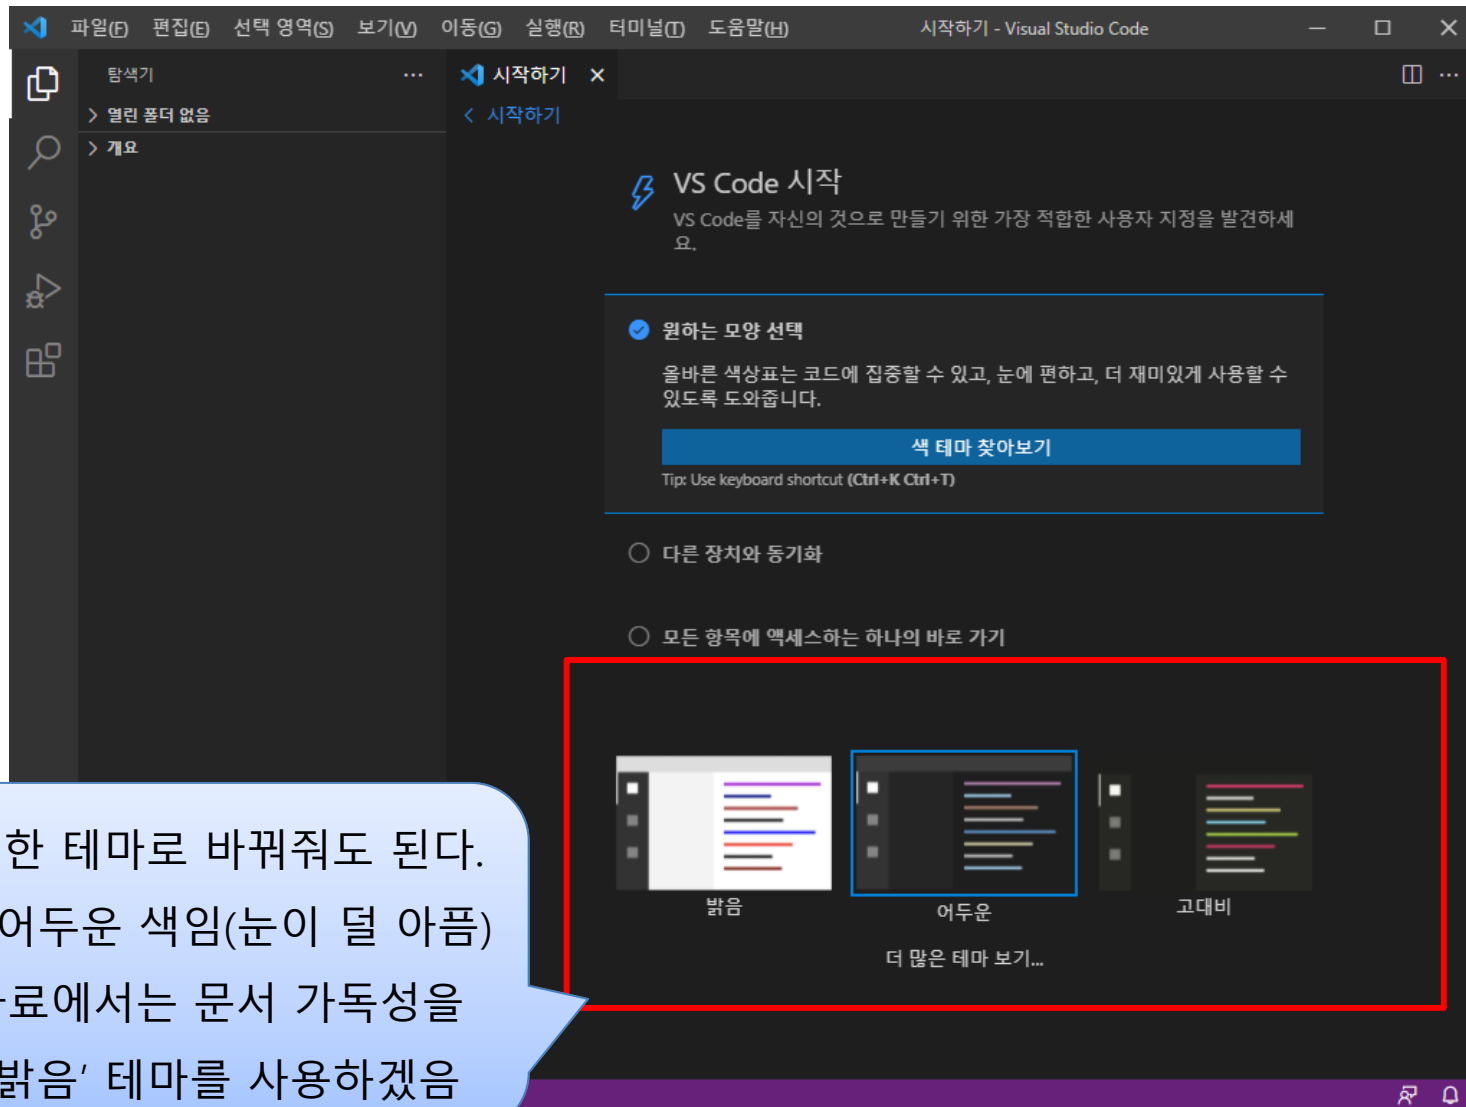 파일(F) 편집(E) 선택 영역(S) 보기(V) 이동(G) 실행(R) 터미널(T) 도움말(H) 시작하기 - Visual Studio Code
탐색기
시작하기
열린 폴더 없음
시작하기
개요
VS Code 시작
VS Code를 자신의 것으로 만들기 위한 가장 적합한 사용자 지정을 발견하세
요.
원하는 모양 선택
올바른 색상표는 코드에 집중할 수 있고, 눈에 편하고, 더 재미있게 사용할 수
있도록 도와줍니다.
색 테마 찾아보기
Tip: Use keyboard shortcut (Ctrl+K Ctrl+T)
다른 장치와 동기화
모든 항목에 액세스하는 하나의 바로 가기
밝음
어두운
고대비
더 많은 테마 보기...
한 테마로 바꿔줘도 된다.
어두운 색임(눈이 덜 아픔)
료에서는 문서 가독성을
밝음’ 테마를 사용하겠음